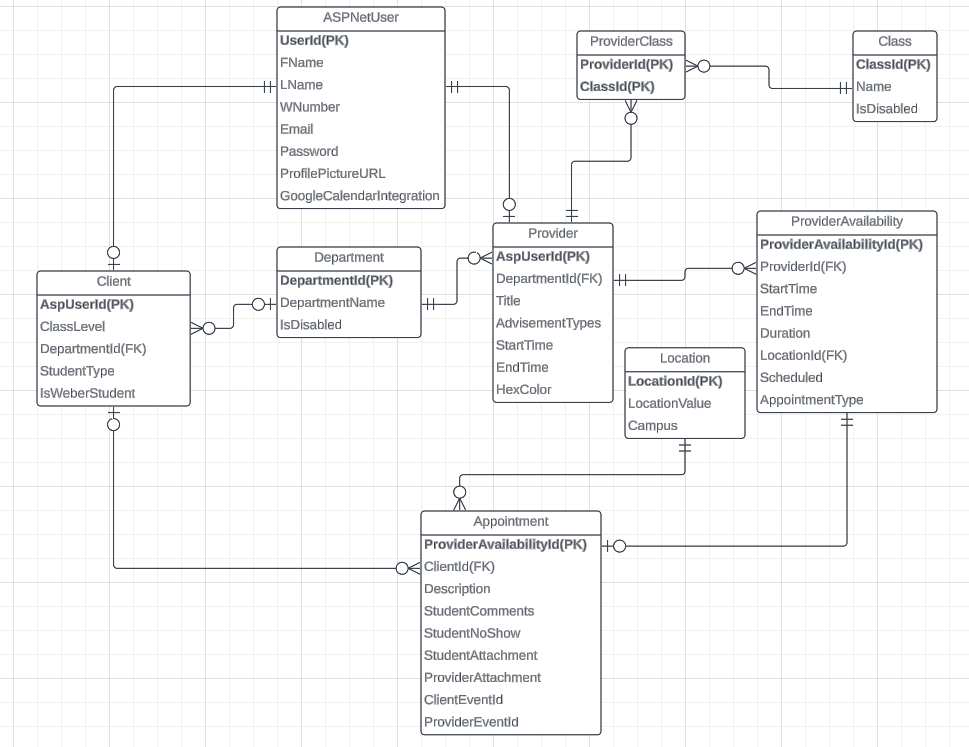 ASPNetUser
UserId(PK)
FName
LName
WNumber
Email
Password
ProfilePictureURL
GoogleCalendarIntegration
ProviderClass
ProviderId(PK)
ClassId(PK)
Class
ClassId(PK)
Name
IsDisabled
Client
AspUserId(PK)
ClassLevel
DepartmentId(FK)
StudentType
IsWeberStudent
Department
DepartmentId(PK)
DepartmentName
IsDisabled
Provider
AspUserId(PK)
DepartmentId(FK)
Title
AdvisementTypes
StartTime
EndTime
HexColor
ProviderAvailability
ProviderAvailabilityId(PK)
ProviderId(FK)
StartTime
EndTime
Duration
LocationId(FK)
Scheduled
AppointmentType
Location
LocationId(PK)
LocationValue
Campus
Appointment
ProviderAvailabilityId(PK)
ClientId(FK)
Description
StudentComments
StudentNoShow
StudentAttachment
ProviderAttachment
ClientEventId
ProviderEventId